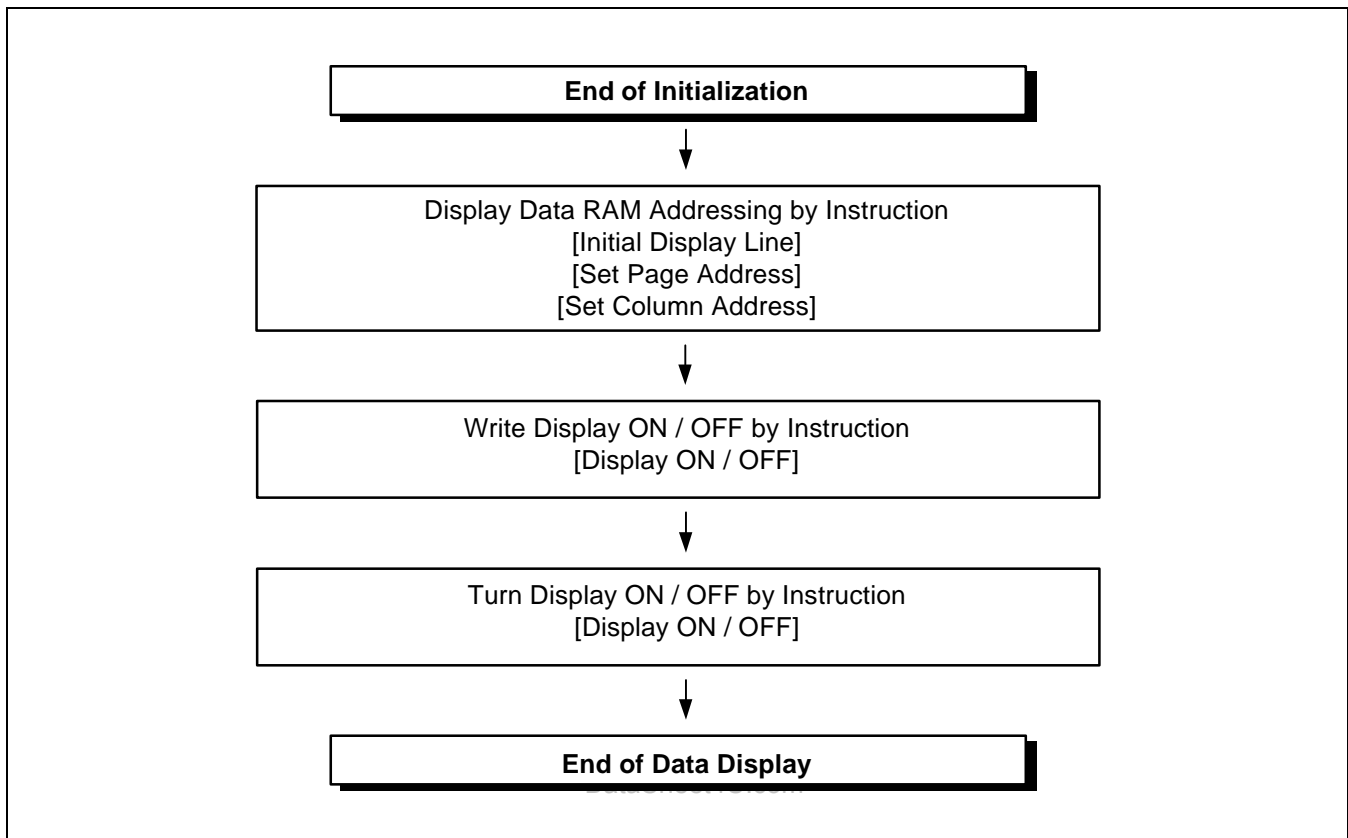 End of Initialization
Display Data RAM Addressing by Instruction
[Initial Display Line]
[Set Page Address]
[Set Column Address]
Write Display ON / OFF by Instruction
[Display ON / OFF]
Turn Display ON / OFF by Instruction
[Display ON / OFF]
End of Data Display